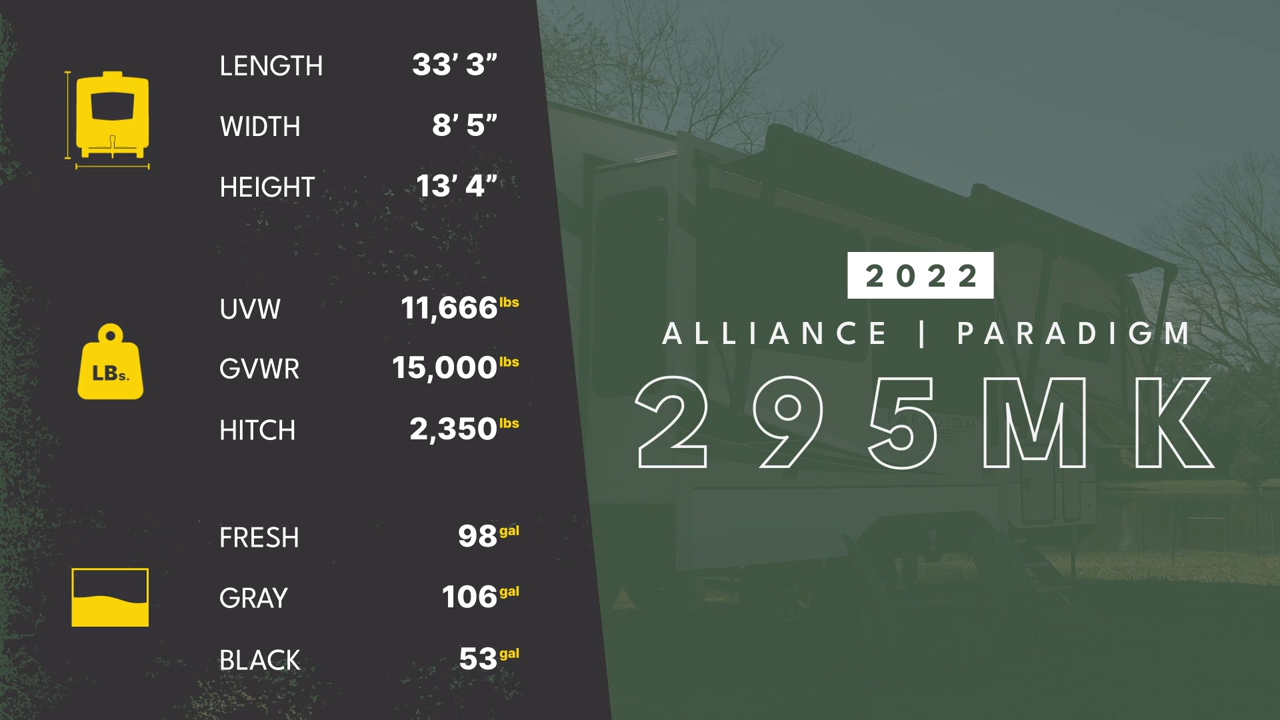 LENGTH 33’ 3”
WIDTH 8’ 5”
HEIGHT 13’ 4”
LBs.
UVW 11,666lbs
GVWR 15,000lbs
HITCH 2,350lbs
FRESH 98gal
GRAY 106gal
BLACK 53gal
2022
ALLIANCE | PARADIGM
295MK